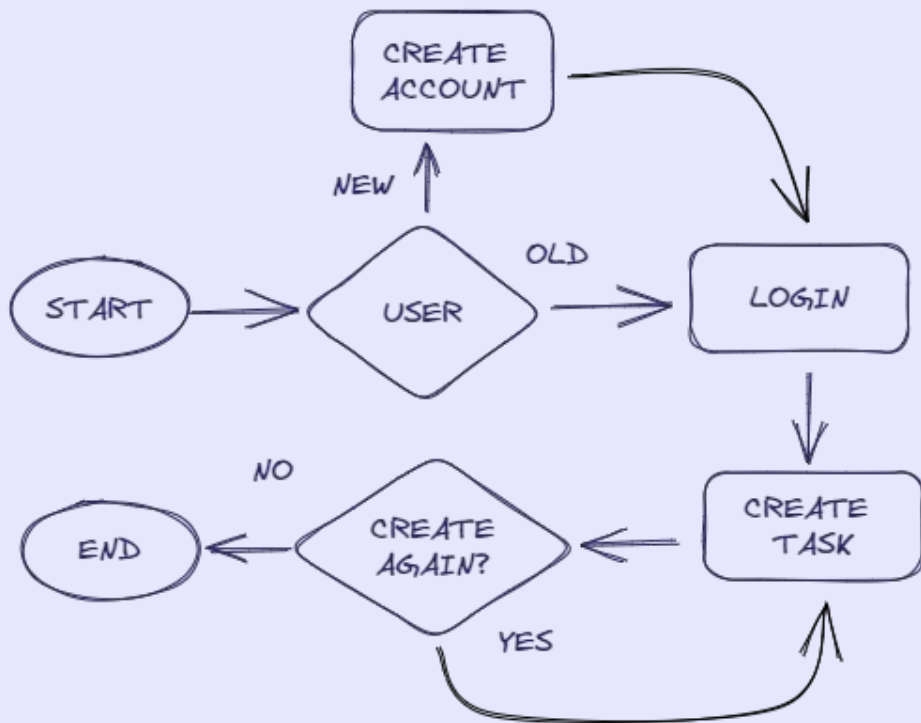 CREATE
ACCOUNT
NEW
OLD
START
USER
LOGIN
NO
END
CREATE
AGAIN?
CREATE
TASK
YES